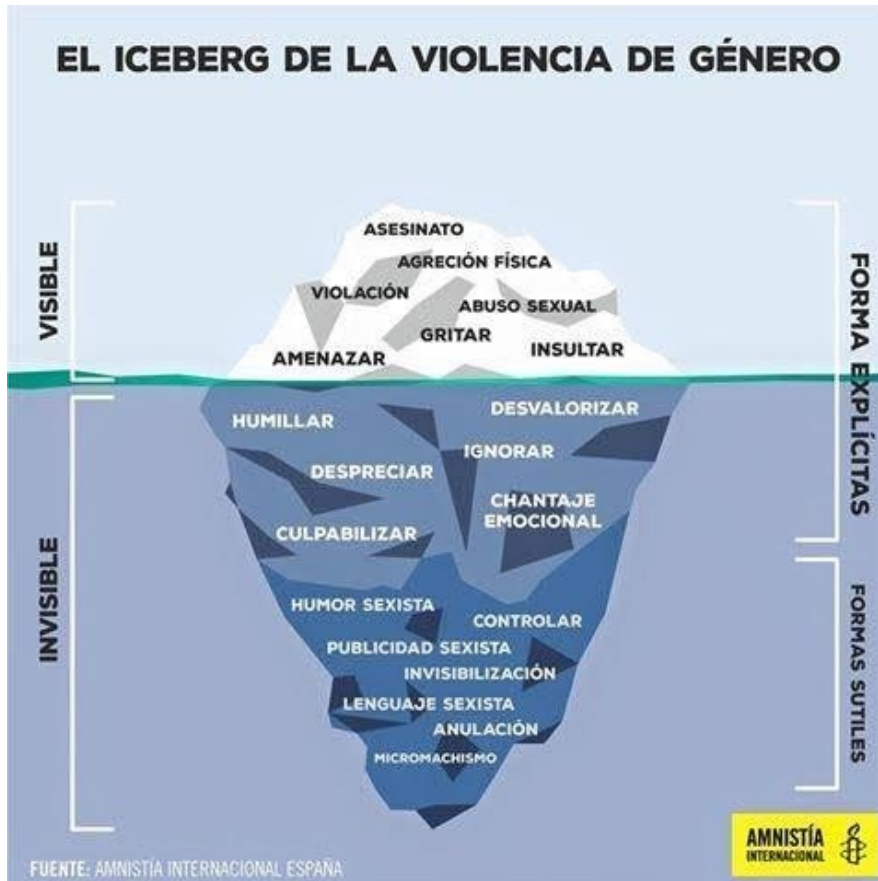 EL ICEBERG DE LA VIOLENCIA DE GÉNERO
VISIBLE
ASESINATO
AGRECIÓN FÍSICA
VIOLACIÓN
ABUSO SEXUAL
GRITAR
INSULTAR
AMENAZAR
FORMA EXPLÍCITAS
INVISIBLE
DESVALORIZAR
HUMILLAR
IGNORAR
DESPRECIAR
CHANTAJE
EMOCIONAL
CULPABILIZAR
HUMOR SEXISTA
CONTROLAR
PUBLICIDAD SEXISTA
INVISIBILIZACIÓN
LENGUAJE SEXISTA
ANULACIÓN
MICROMACHISMO
FORMAS SUTILES
AMNISTÍA
INTERNACIONAL
FUENTE: AMNISTÍA INTERNACIONAL ESPAÑA